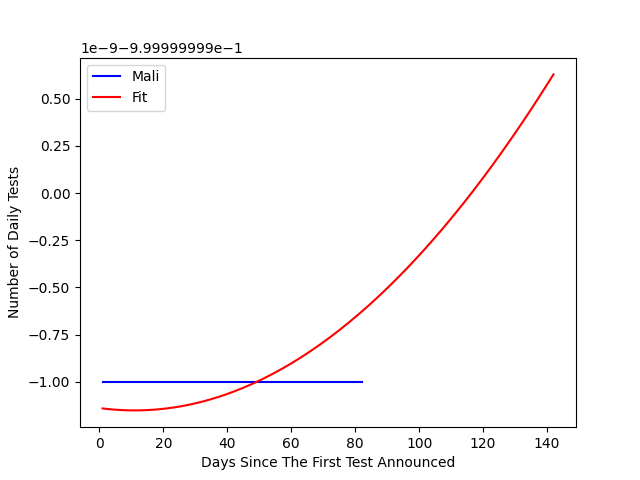 1e−9−9.99999999e−1
Mali
Fit
0.50
0.25
0.00
−0.25
−0.50
−0.75
−1.00
Number of Daily Tests
0 20 40 60 80 100 120 140
Days Since The First Test Announced